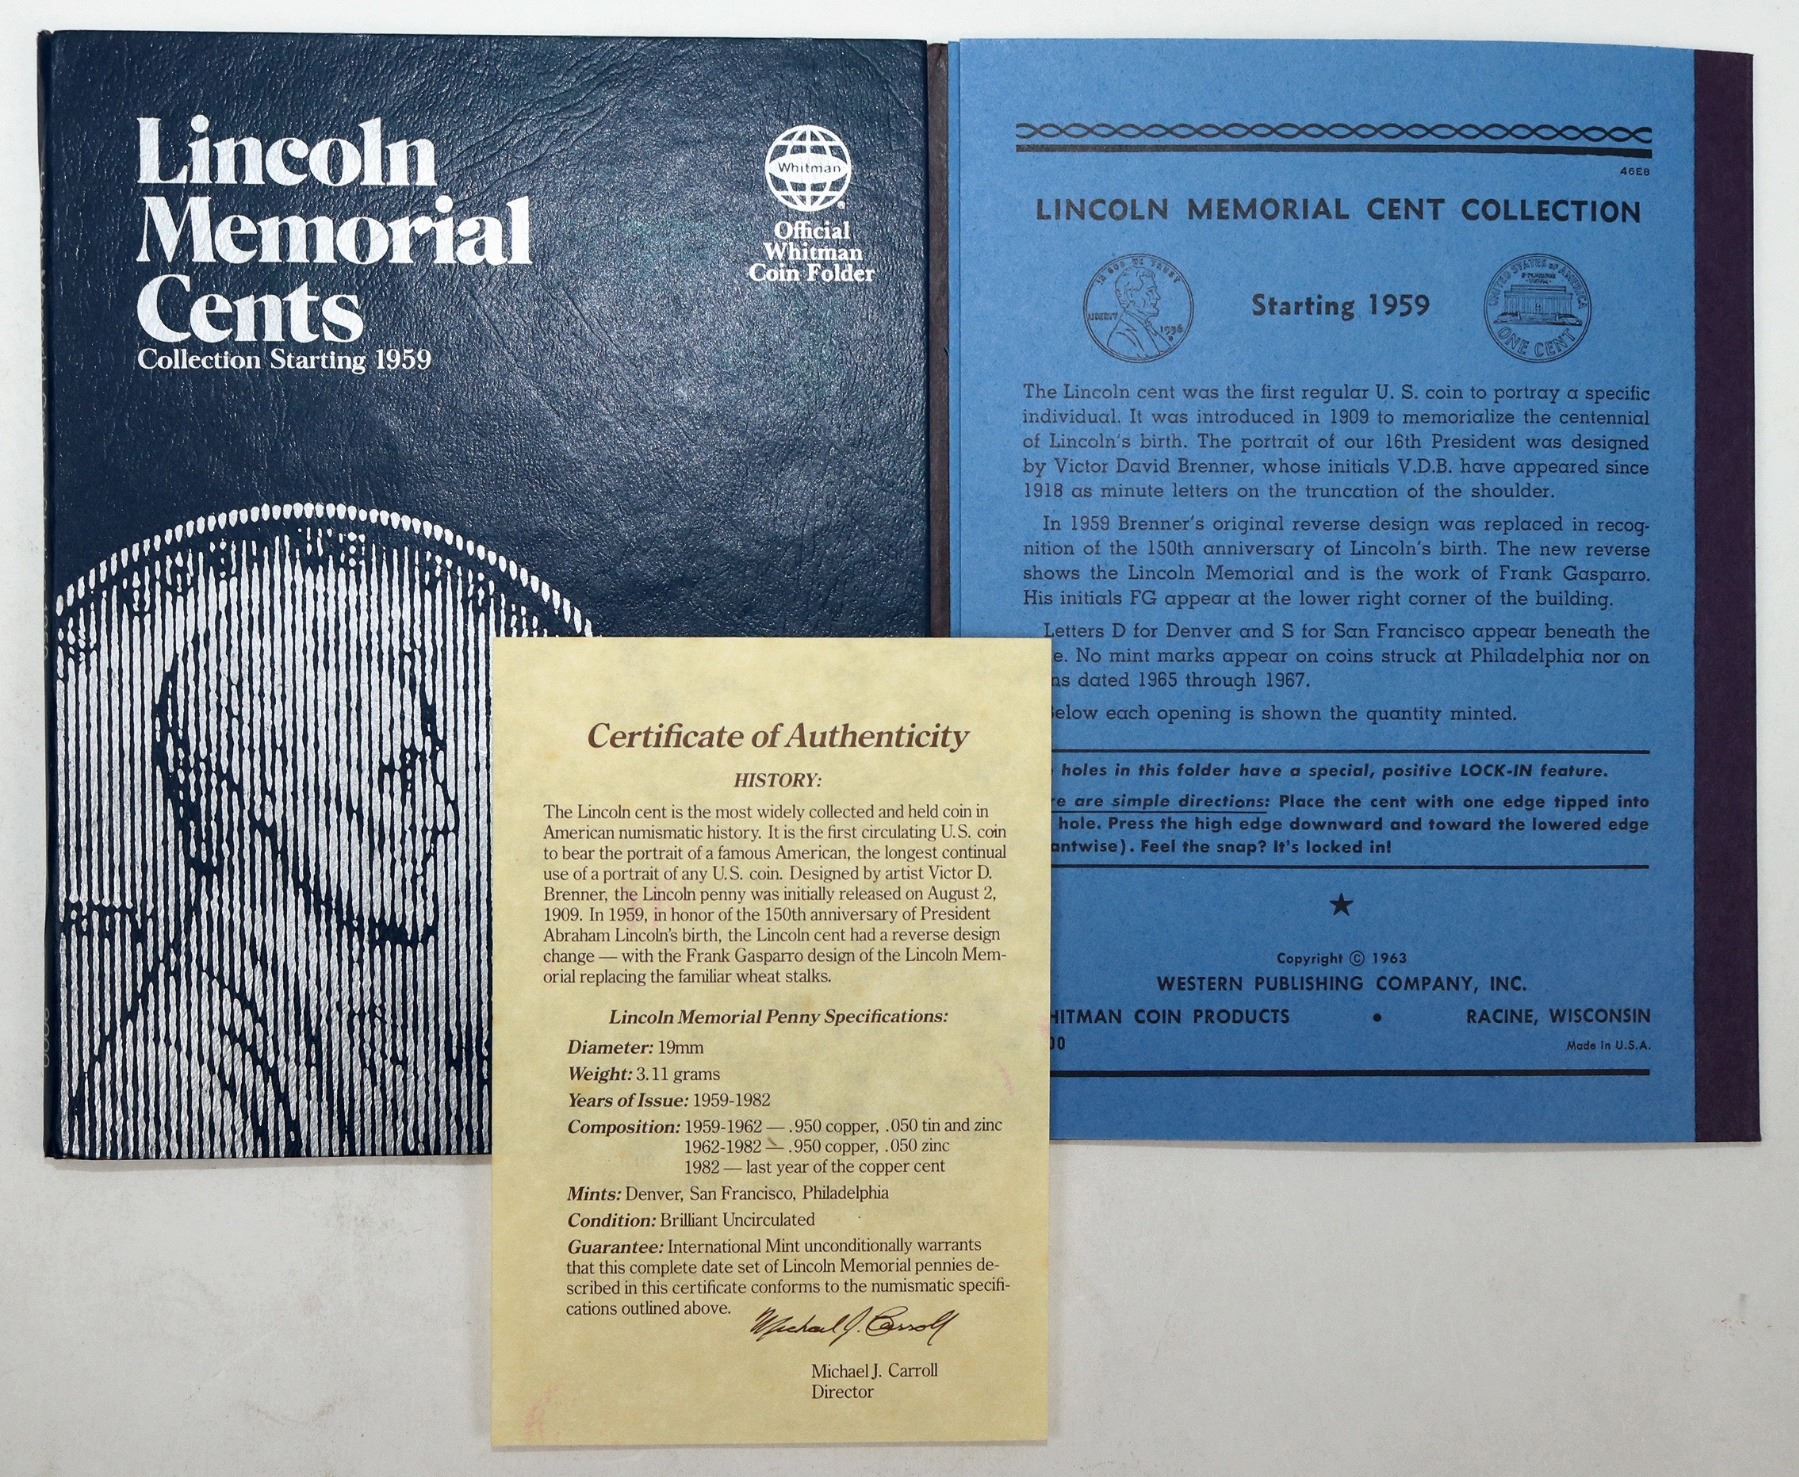 Lincoln
Memorial
Cents
Collection Starting 1959
Whitman
Official
Whitman
Coin Folder
46E8
LINCOLN MEMORIAL CENT COLLECTION
IN GOD WE TRUST
LIBERTY
Starting 1959
UNITED STATES OF AMERICA
ONE CENT
The Lincoln cent was the first regular U. S. coin to portray a specific
individual. It was introduced in 1909 to memorialize the centennial
of Lincoln's birth. The portrait of our 16th President was designed
by Victor David Brenner, whose initials V.D.B. have appeared since
1918 as minute letters on the truncation of the shoulder.
In 1959 Brenner's original reverse design was replaced in recog-
nition of the 150th anniversary of Lincoln's birth. The new reverse
shows the Lincoln Memorial and is the work of Frank Gasparro.
His initials FG appear at the lower right corner of the building.
Letters D for Denver and S for San Francisco appear beneath the
e. No mint marks appear on coins struck at Philadelphia nor on
ns dated 1965 through 1967.
elow each opening is shown the quantity minted.
holes in this folder have a special, positive LOCK-IN feature.
e are simple directions: Place the cent with one edge tipped into
hole. Press the high edge downward and toward the lowered edge
antwise). Feel the snap? It's locked in!
Copyright © 1963
WESTERN PUBLISHING COMPANY, INC.
HITMAN COIN PRODUCTS • RACINE, WISCONSIN
00 Made in U.S.A.
Certificate of Authenticity
HISTORY:
The Lincoln cent is the most widely collected and held coin in
American numismatic history. It is the first circulating U.S. coin
to bear the portrait of a famous American, the longest continual
use of a portrait of any U.S. coin. Designed by artist Victor D.
Brenner, the Lincoln penny was initially released on August 2,
1909. In 1959, in honor of the 150th anniversary of President
Abraham Lincoln's birth, the Lincoln cent had a reverse design
change — with the Frank Gasparro design of the Lincoln Mem-
orial replacing the familiar wheat stalks.
Lincoln Memorial Penny Specifications:
Diameter: 19mm
Weight: 3.11 grams
Years of Issue: 1959-1982
Composition: 1959-1962 — .950 copper, .050 tin and zinc
1962-1982 — .950 copper, .050 zinc
1982 — last year of the copper cent
Mints: Denver, San Francisco, Philadelphia
Condition: Brilliant Uncirculated
Guarantee: International Mint unconditionally warrants
that this complete date set of Lincoln Memorial pennies de-
scribed in this certificate conforms to the numismatic specifi-
cations outlined above.
Michael J. Carroll
Michael J. Carroll
Director